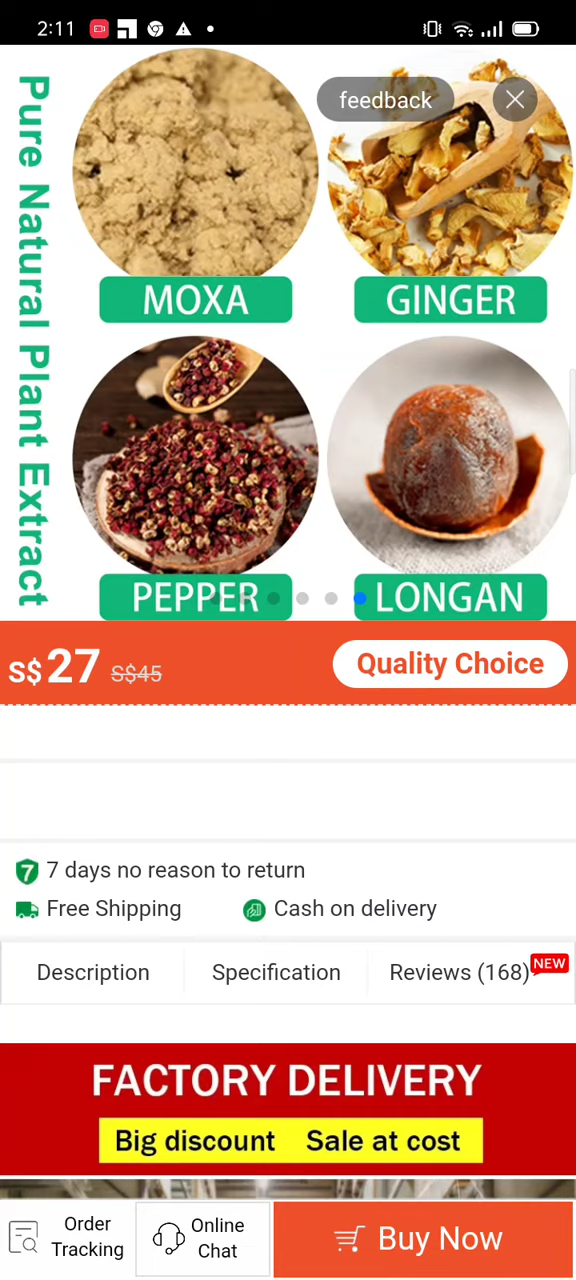 2:11
feedback
Pure Natural Plant Extract
MOXA
GINGER
PEPPER
LONGAN
S$27 S$45
Quality Choice
7 7 days no reason to return
Free Shipping
Cash on delivery
Description
Specification
Reviews (168)
NEW
FACTORY DELIVERY
Big discount Sale at cost
Order
Tracking
Online
Chat
Buy Now